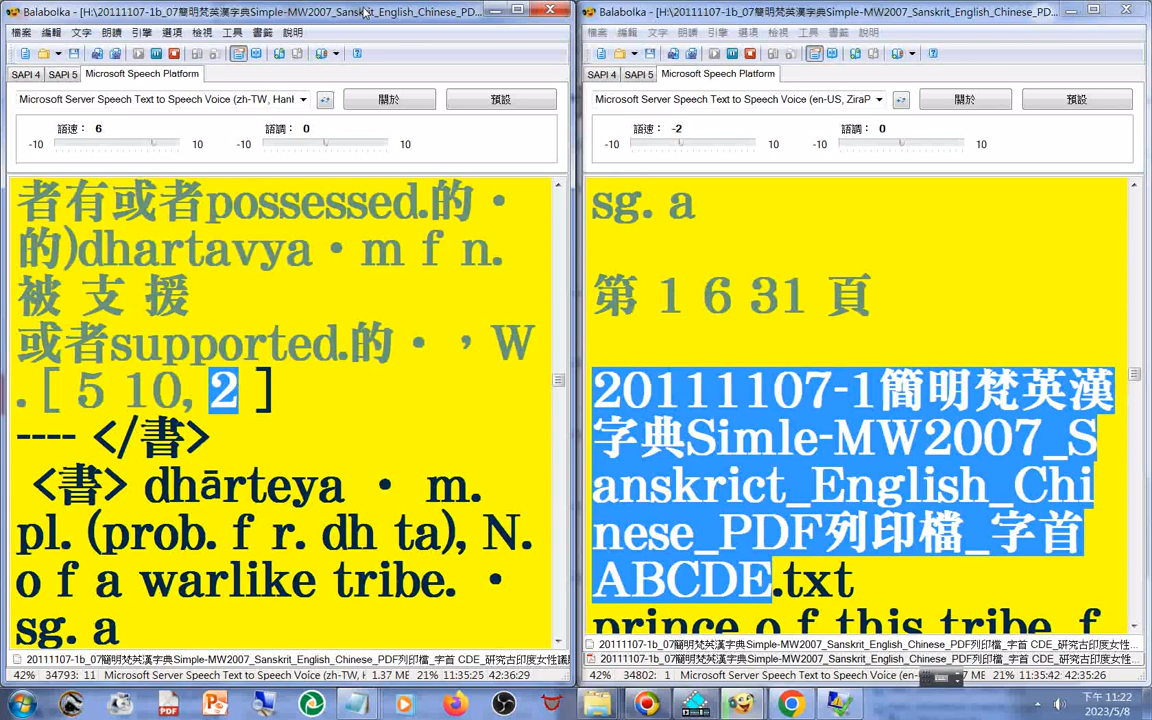 Balabolka - [H:\20111107-1b_07簡明梵英漢字典Simple-MW2007_Sanskrit_English_Chinese_PD...
檔案 編輯 文字 朗讀 引擎 選項 檢視 工具 書籤 說明
SAPI 4 SAPI 5 Microsoft Speech Platform
Microsoft Server Speech Text to Speech Voice (zh-TW, Hanl
關於 預設
語速： 6 語調： 0
-10 10 -10 10
者有或者possessed.的・
的)dhartavya・m f n.
被 支 援
或者supported.的・，W
.[ 5 10, 2 ]
---- </書>
<書> dhārteya ・ m.
pl. (prob. f r. dh ta), N.
o f a warlike tribe. ・
sg. a
20111107-1b_07簡明梵英漢字典Simple-MW2007_Sanskrit_English_Chinese_PDF列印檔_字首 CDE_研究古印度女性議
42% 34793: 11 Microsoft Server Speech Text to Speech Voice (zh-TW, H 1.37 MB 21% 11:35:25 42:36:29
Balabolka - [H:\20111107-1b_07簡明梵英漢字典Simple-MW2007_Sanskrit_English_Chinese_PD...
檔案 編輯 文字 朗讀 引擎 選項 檢視 工具 書籤 說明
SAPI 4 SAPI 5 Microsoft Speech Platform
Microsoft Server Speech Text to Speech Voice (en-US, ZiraP
關於 預設
語速： -2 語調： 0
-10 10 -10 10
sg. a
第 1 6 31 頁
20111107-1簡明梵英漢
字典Simle-MW2007_S
anskrict_English_Chi
nese_PDF列印檔_字首
ABCDE.txt
prince o f this tribe, f
20111107-1b_07簡明梵英漢字典Simple-MW2007_Sanskrit_English_Chinese_PDF列印檔_字首 CDE_研究古印度女性...
20111107-1b_07簡明梵英漢字典Simple-MW2007_Sanskrit_English_Chinese_PDF列印檔_字首 CDE_研究古印度女性...
42% 34802: 1 Microsoft Server Speech Text to Speech Voice (en-US 21% 11:35:42 42:35:26
下午 11:22
2023/5/8